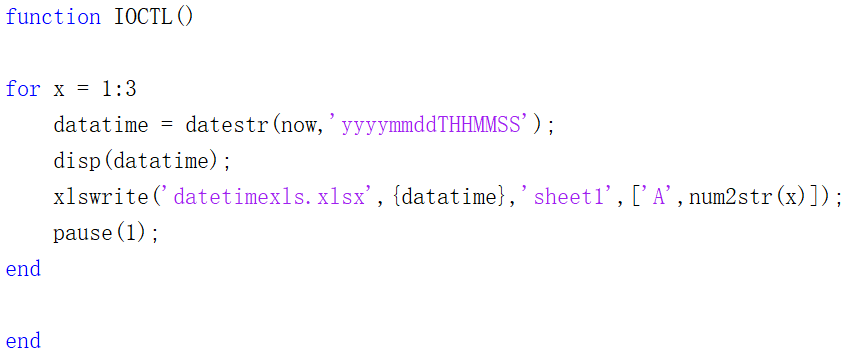 function IOCTL()
for x = 1:3
    datatime = datestr(now,'yyyymmddTHHMMSS');
    disp(datatime);
    xlswrite('datetimexls.xlsx',{datatime},'sheet1',['A',num2str(x)]);
    pause(1);
end
end